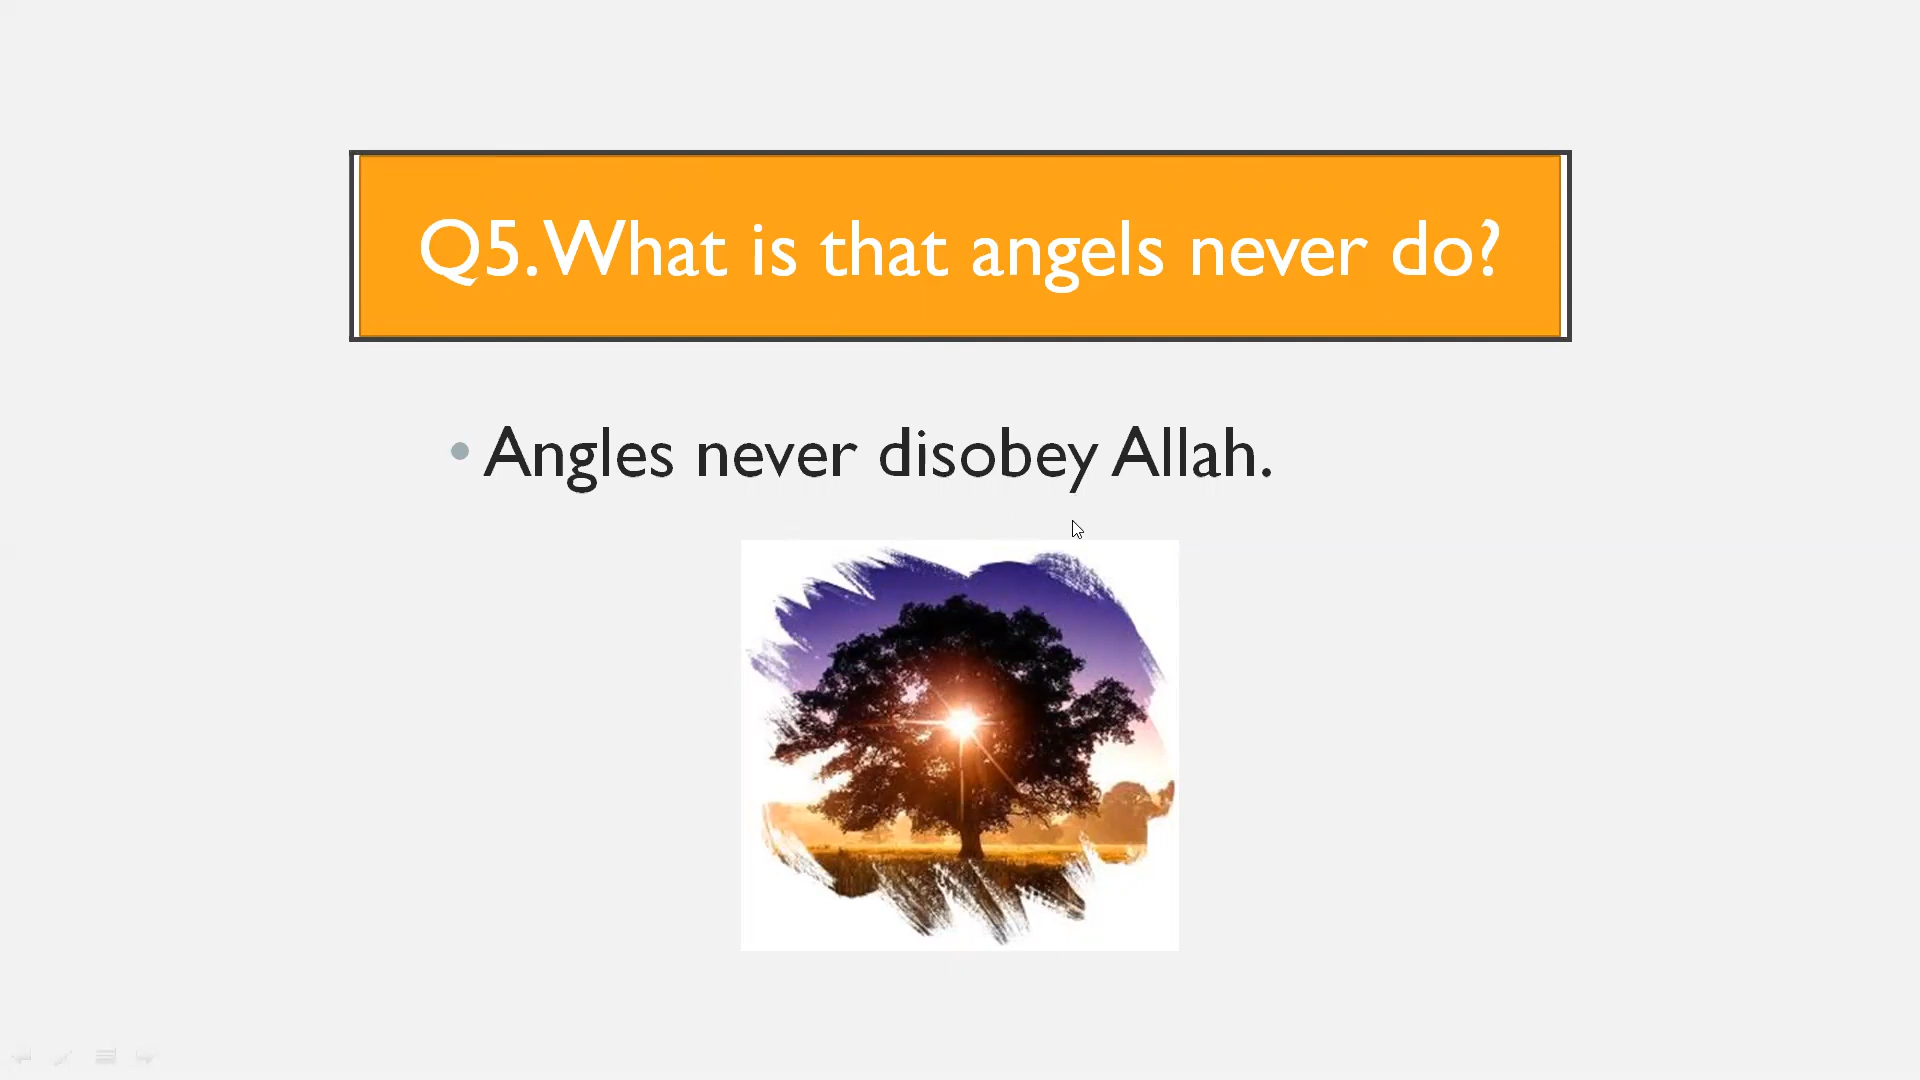 Q5. What is that angels never do?
• Angles never disobey Allah.